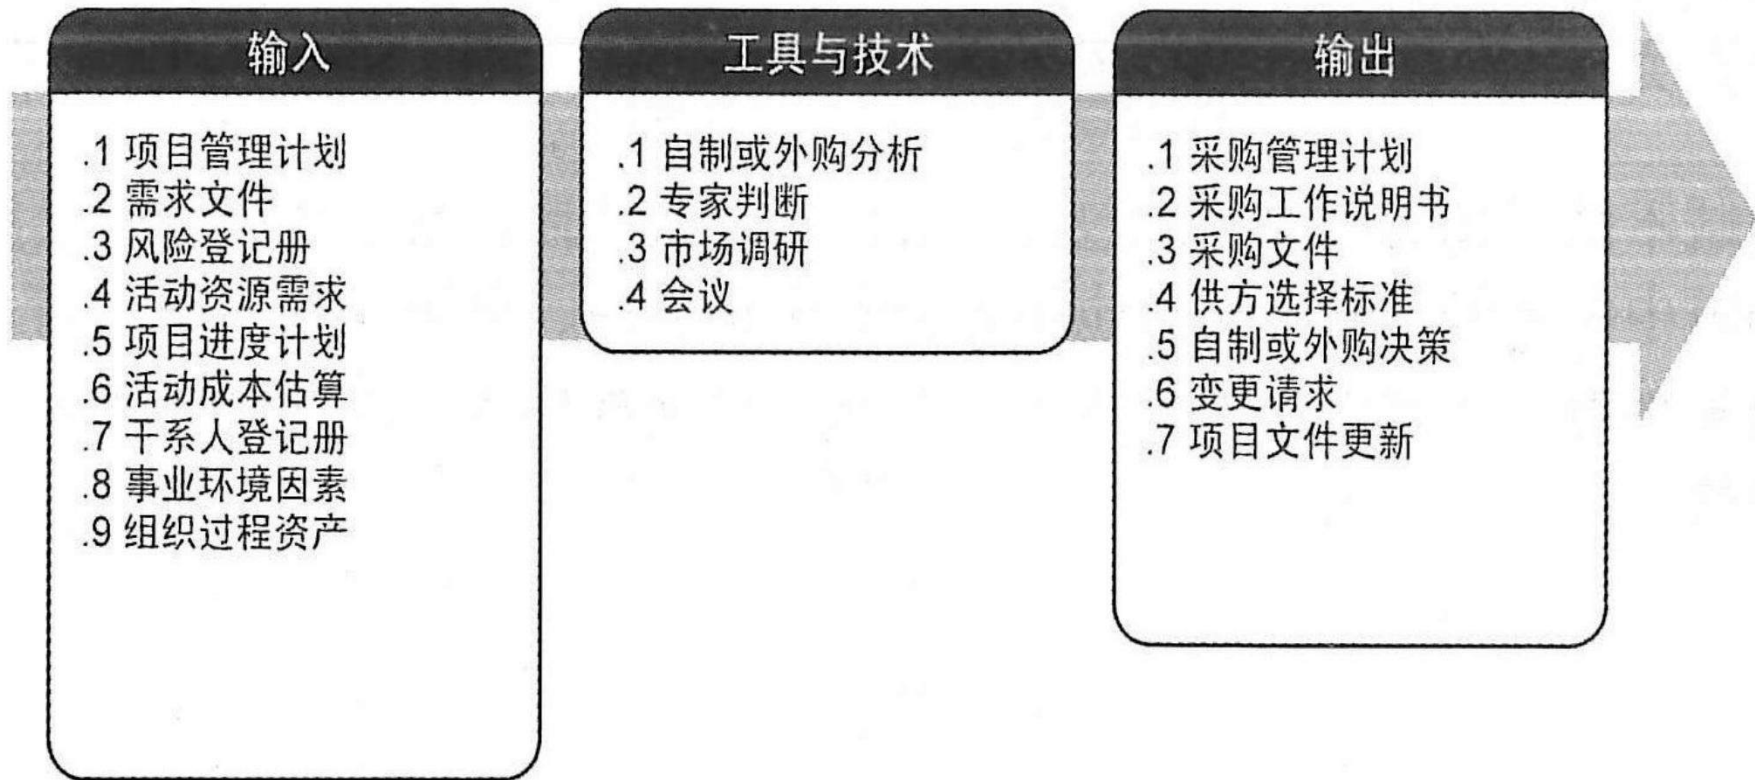 输入
.1 项目管理计划
.2 需求文件
.3 风险登记册
.4 活动资源需求
.5 项目进度计划
.6 活动成本估算
.7 干系人登记册
.8 事业环境因素
.9 组织过程资产
工具与技术
.1 自制或外购分析
.2 专家判断
.3 市场调研
.4 会议
输出
.1 采购管理计划
.2 采购工作说明书
.3 采购文件
.4 供方选择标准
.5 自制或外购决策
.6 变更请求
.7 项目文件更新